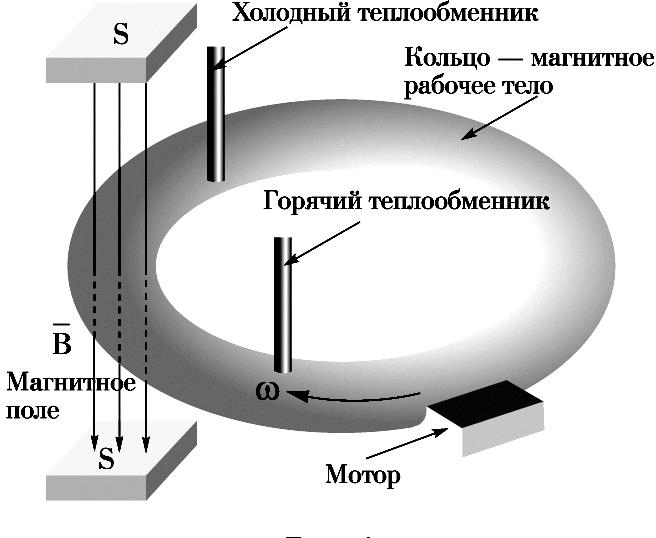 Холодный теплообменник
S
Кольцо — магнитное
рабочее тело
Горячий теплообменник
B̅
ω
Магнитное
поле
S
Мотор